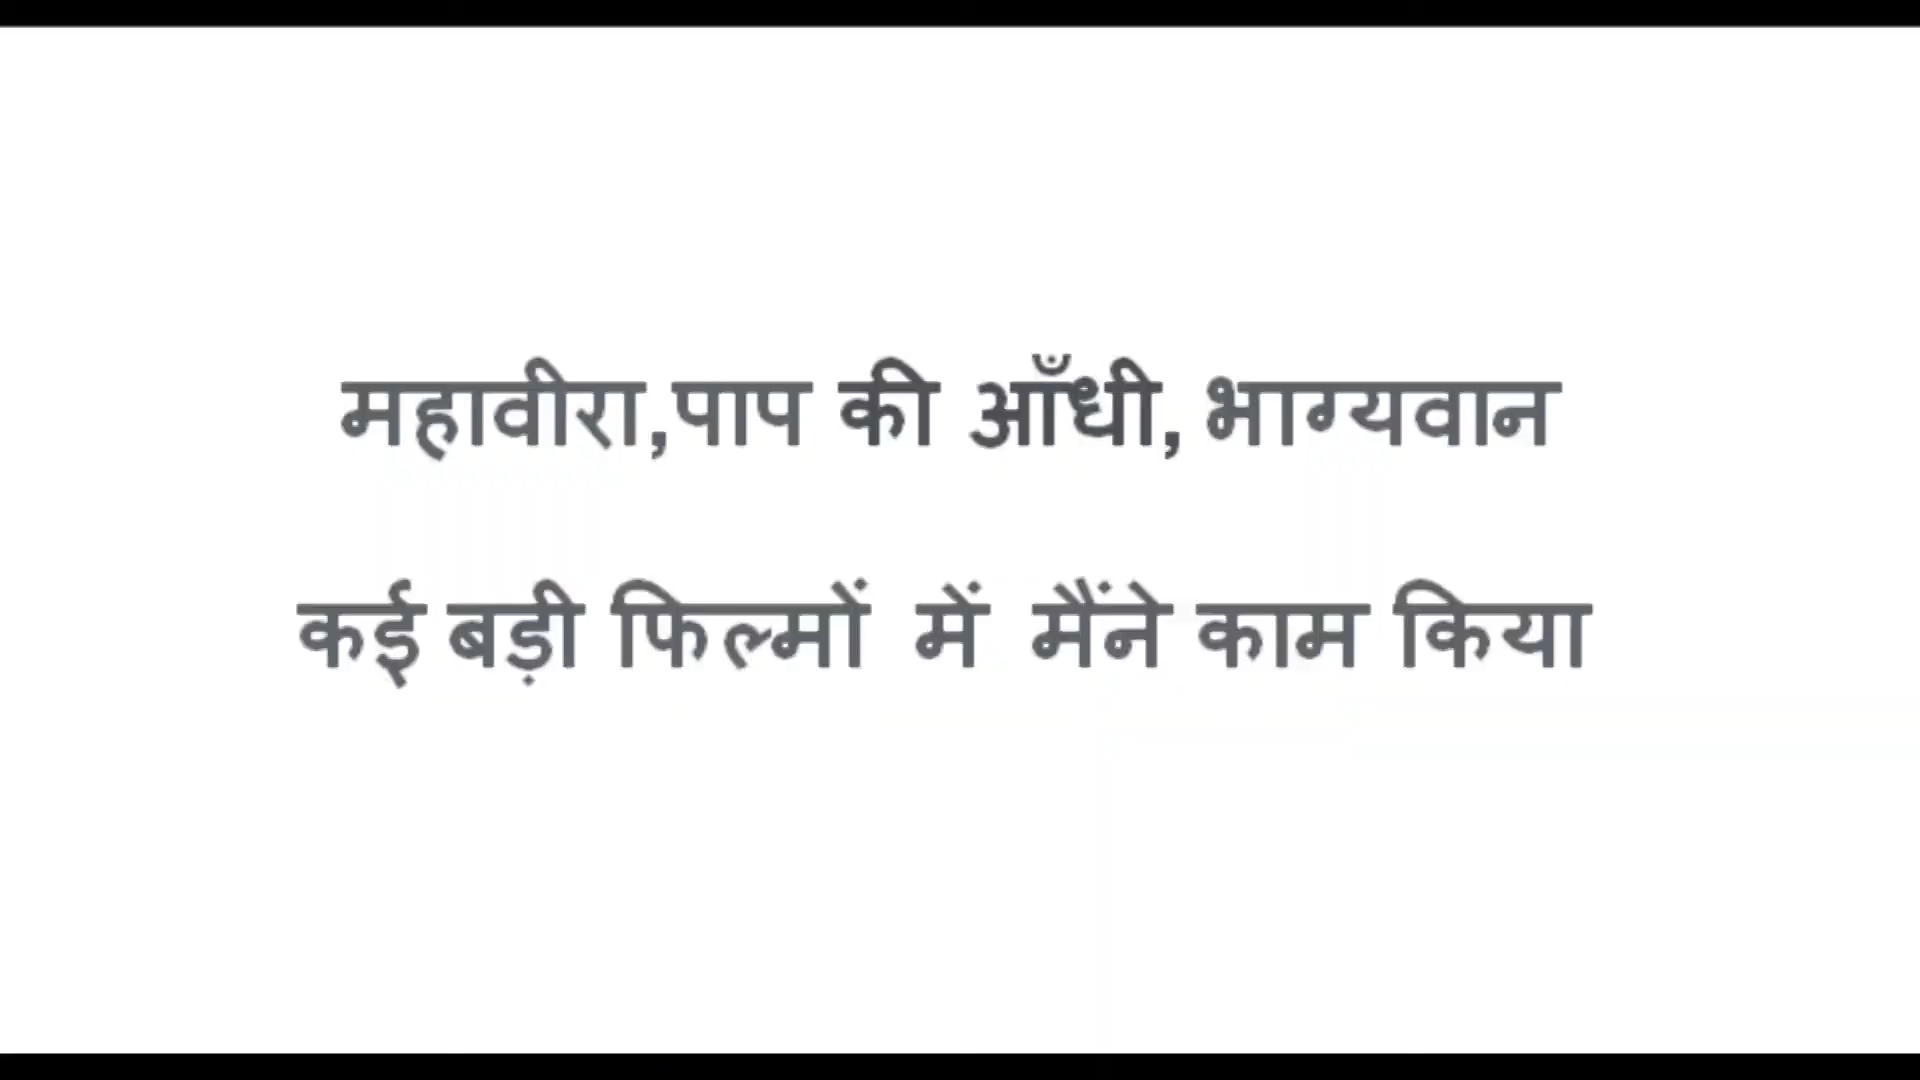 महावीरा,पाप की आँधी, भाग्यवान
कई बड़ी फिल्मों में मैंने काम किया